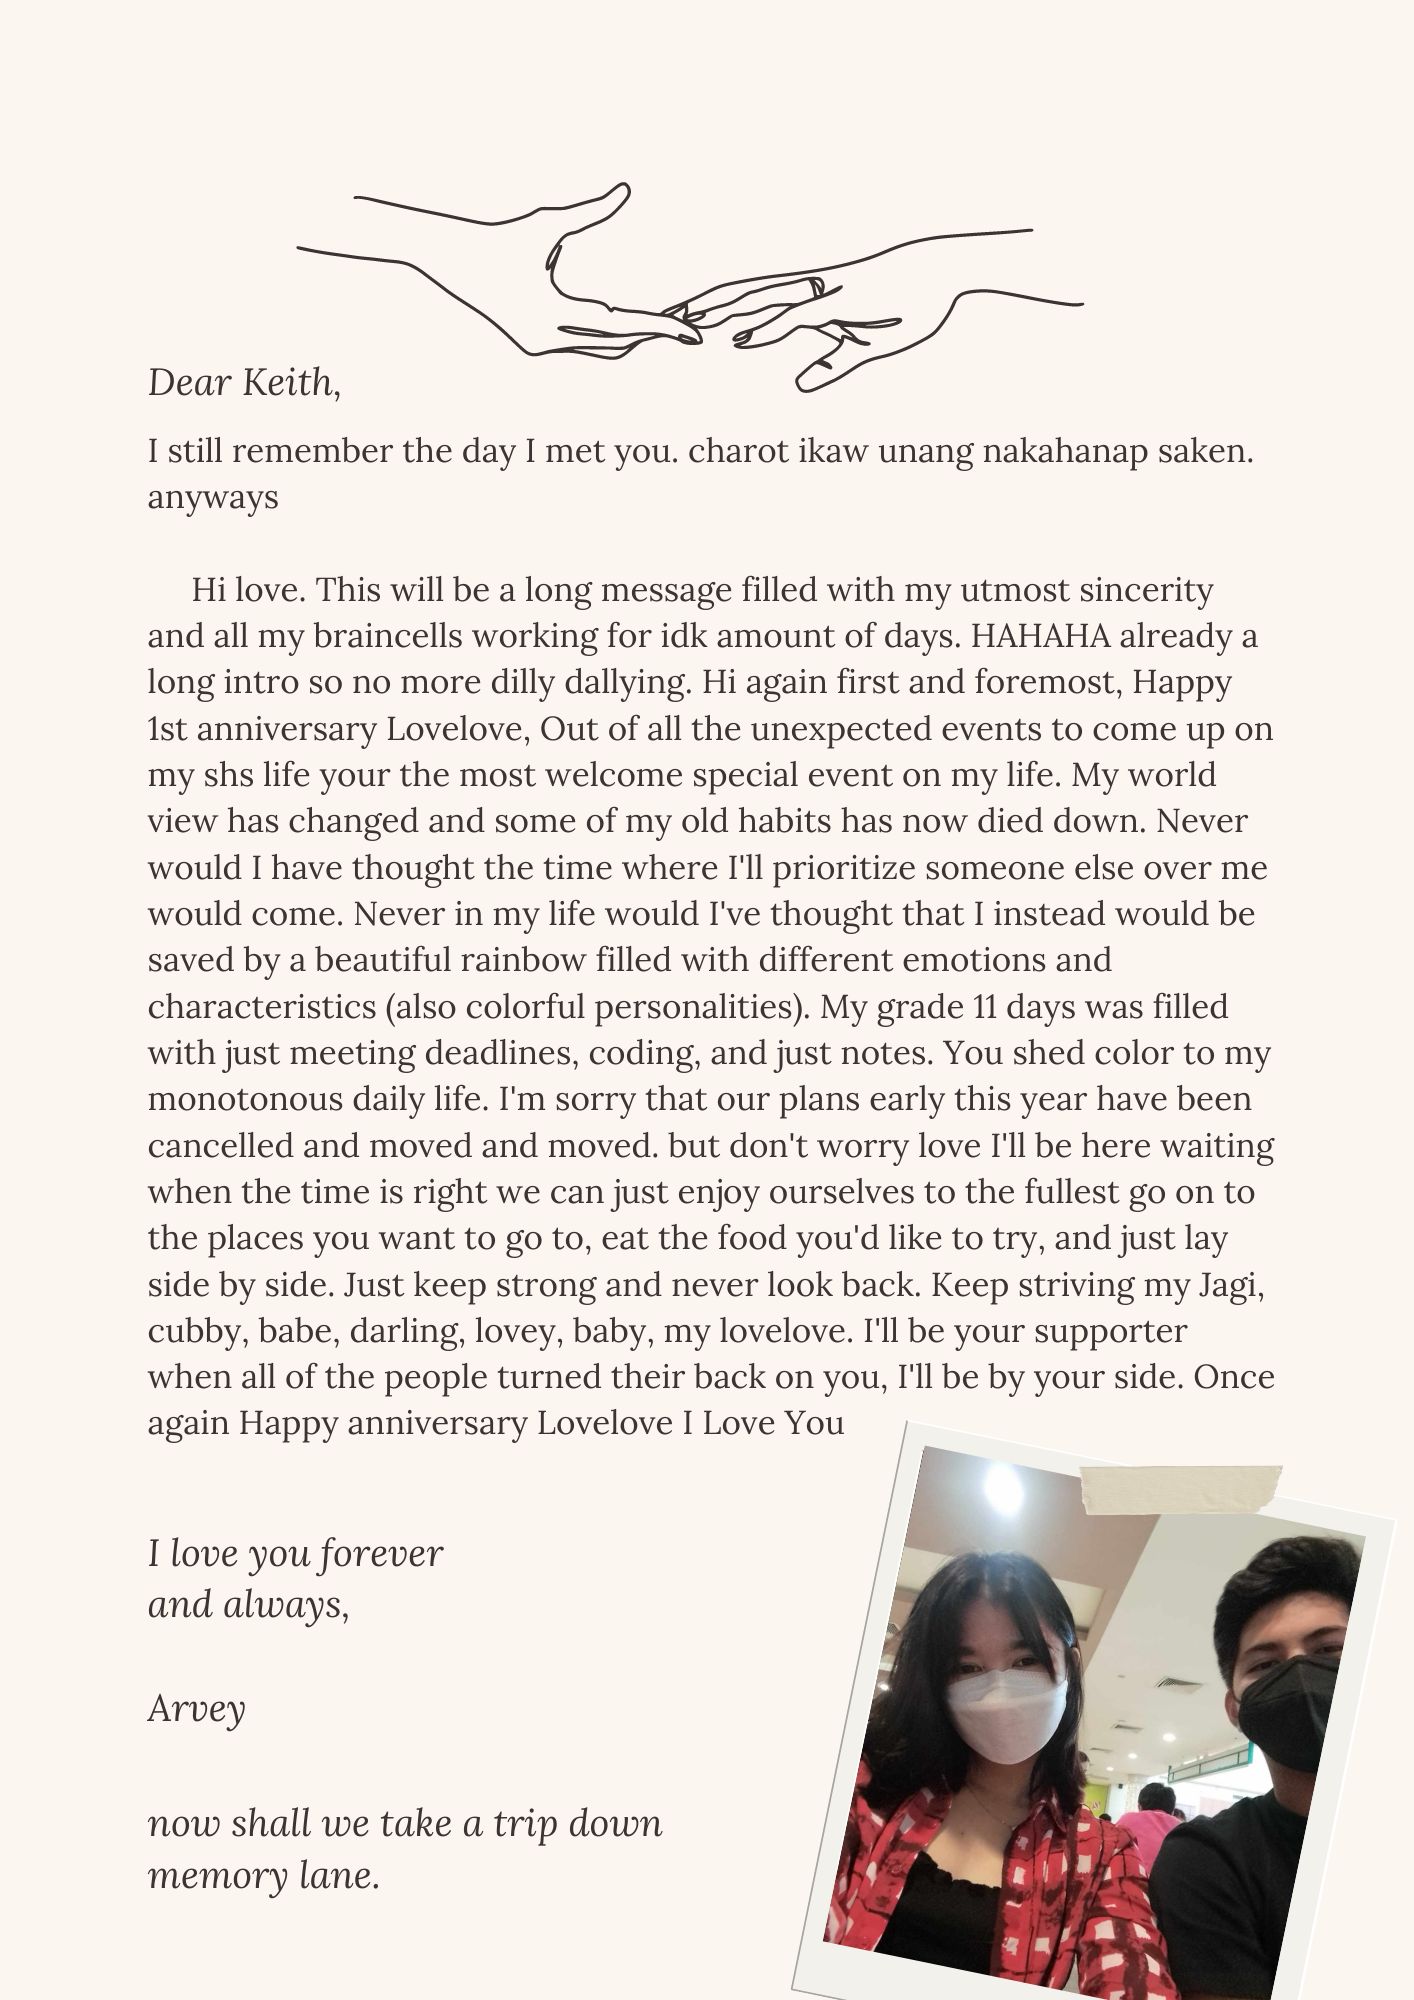 Dear Keith,
I still remember the day I met you. charot ikaw unang nakahanap saken.
anyways
Hi love. This will be a long message filled with my utmost sincerity
and all my braincells working for idk amount of days. HAHAHA already a
long intro so no more dilly dallying. Hi again first and foremost, Happy
1st anniversary Lovelove, Out of all the unexpected events to come up on
my shs life your the most welcome special event on my life. My world
view has changed and some of my old habits has now died down. Never
would I have thought the time where I'll prioritize someone else over me
would come. Never in my life would I've thought that I instead would be
saved by a beautiful rainbow filled with different emotions and
characteristics (also colorful personalities). My grade 11 days was filled
with just meeting deadlines, coding, and just notes. You shed color to my
monotonous daily life. I'm sorry that our plans early this year have been
cancelled and moved and moved. but don't worry love I'll be here waiting
when the time is right we can just enjoy ourselves to the fullest go on to
the places you want to go to, eat the food you'd like to try, and just lay
side by side. Just keep strong and never look back. Keep striving my Jagi,
cubby, babe, darling, lovey, baby, my lovelove. I'll be your supporter
when all of the people turned their back on you, I'll be by your side. Once
again Happy anniversary Lovelove I Love You
I love you forever
and always,
Arvey
now shall we take a trip down
memory lane.